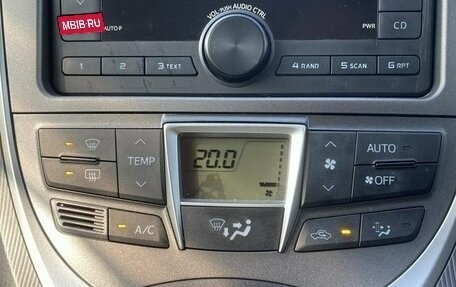 MBIB.RU
AUTO·P
VOL·PUSH AUDIO CTRL
PWR
CD
1
2
3 TEXT
4 RAND
5 SCAN
6 RPT
TEMP
20.0
AUTO
OFF
A/C